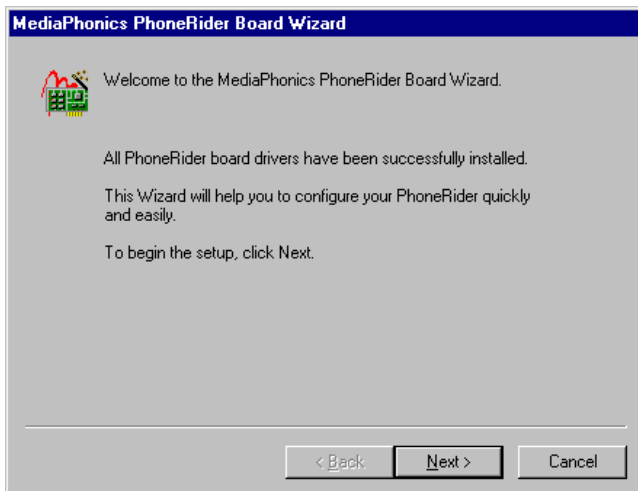 MediaPhonics PhoneRider Board Wizard
Welcome to the MediaPhonics PhoneRider Board Wizard.
All PhoneRider board drivers have been successfully installed.
This Wizard will help you to configure your PhoneRider quickly
and easily.
To begin the setup, click Next.
< Back
Next >
Cancel